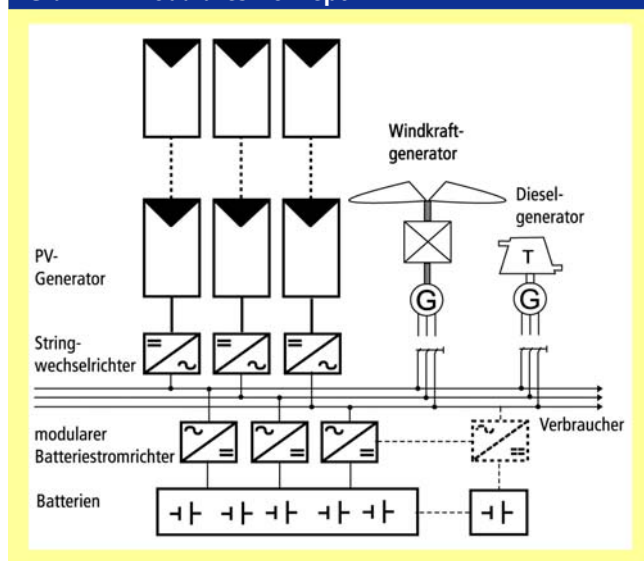 Windkraft-
generator
Diesel-
generator
T
PV-
Generator
G
G
String-
wechselrichter
Verbraucher
modularer
Batteriestromrichter
Batterien